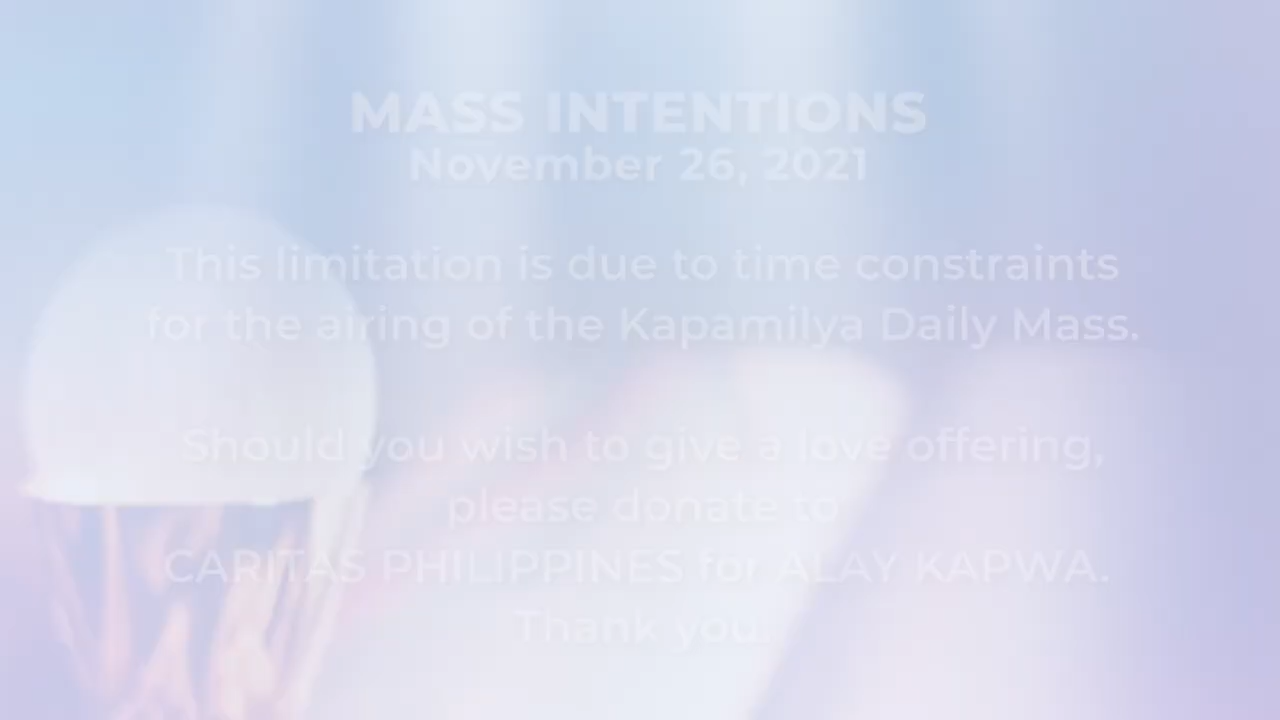 MASS INTENTIONS
November 26, 2021
This limitation is due to time constraints
for the airing of the Kapamilya Daily Mass.
Should you wish to give a love offering,
please donate to
CARITAS PHILIPPINES for ALAY KAPWA.
Thank you!